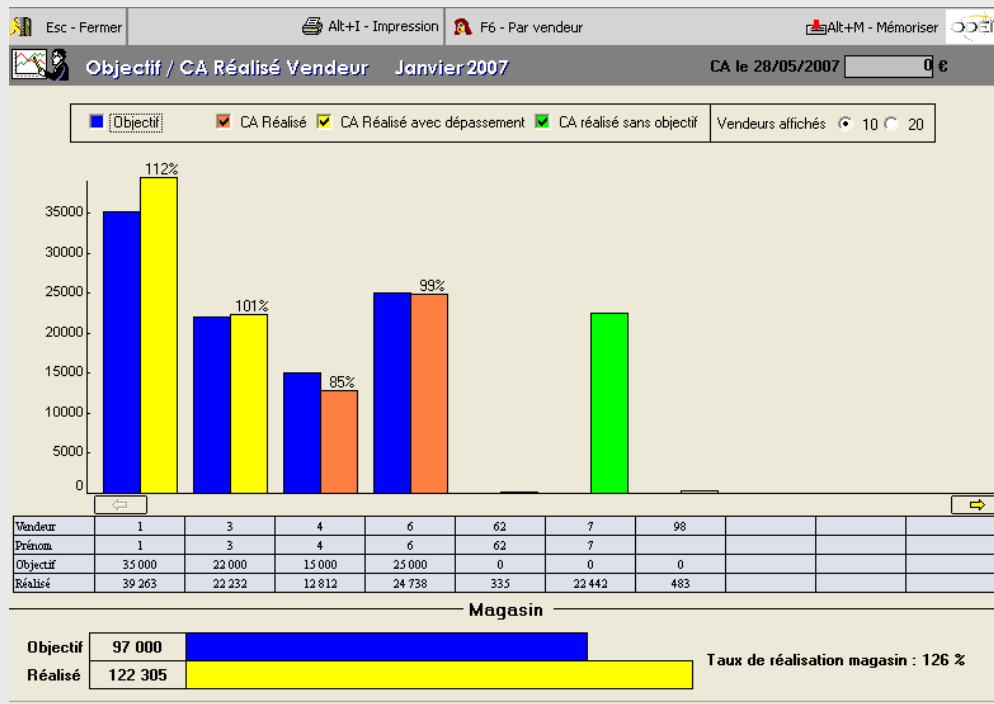 Esc - Fermer Alt+I - Impression F6 - Par vendeur Alt+M - Mémoriser
Objectif / CA Réalisé Vendeur Janvier 2007 CA le 28/05/2007 0 €
Objectif CA Réalisé CA Réalisé avec dépassement CA réalisé sans objectif Vendeurs affichés 10 20
112%
35000
30000
25000 99%
101%
20000
15000
85%
10000
5000
0
Vendeur 1 3 4 6 62 7 98
Prénom 1 3 4 6 62 7
Objectif 35 000 22 000 15 000 25 000 0 0 0
Réalisé 39 263 22 232 12 812 24 738 335 22 442 483
Magasin
Objectif 97 000
Taux de réalisation magasin : 126 %
Réalisé 122 305